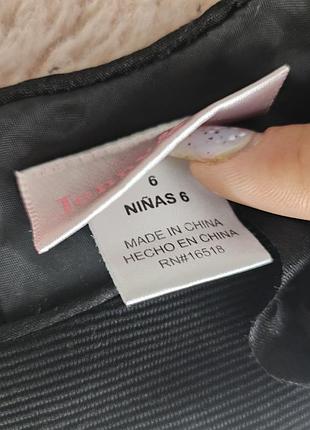 6
NIÑAS 6
MADE IN CHINA
HECHO EN CHINA
RN#16518